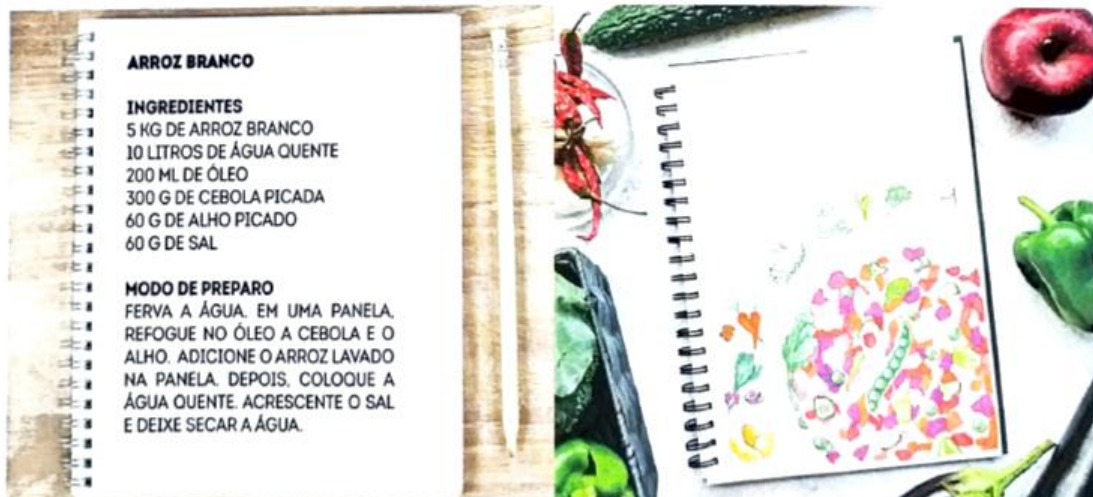 ARROZ BRANCO
INGREDIENTES
5 KG DE ARROZ BRANCO
10 LITROS DE ÁGUA QUENTE
200 ML DE ÓLEO
300 G DE CEBOLA PICADA
60 G DE ALHO PICADO
60 G DE SAL
MODO DE PREPARO
FERVA A ÁGUA. EM UMA PANELA,
REFOGUE NO ÓLEO A CEBOLA E O
ALHO. ADICIONE O ARROZ LAVADO
NA PANELA. DEPOIS, COLOQUE A
ÁGUA QUENTE. ACRESCENTE O SAL
E DEIXE SECAR A ÁGUA.